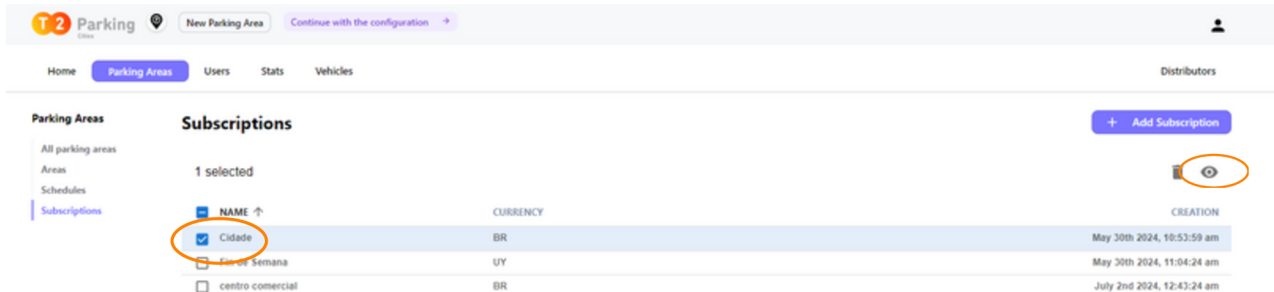 T2 Parking
Cities
New Parking Area
Continue with the configuration →
Home
Parking Areas
Users
Stats
Vehicles
Distributors
Parking Areas
All parking areas
Areas
Schedules
Subscriptions
Subscriptions
+ Add Subscription
1 selected
NAME ↑ CURRENCY CREATION
Cidade BR May 30th 2024, 10:53:59 am
Fin de Semana UY May 30th 2024, 11:04:24 am
centro comercial BR July 2nd 2024, 12:43:24 am